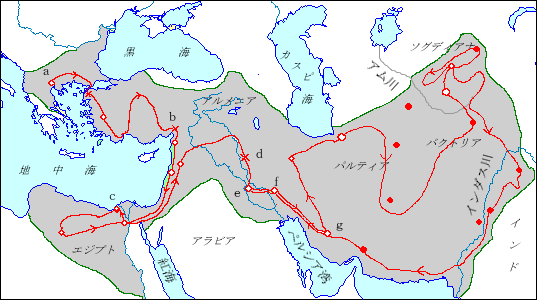 黒海
カスピ海
ソグディアナ
アム川
a
アルメニア
b
バクトリア
d
パルティア
地中海
インダス川
e
f
c
g
インド
エジプト
アラビア
ペルシア湾
紅海